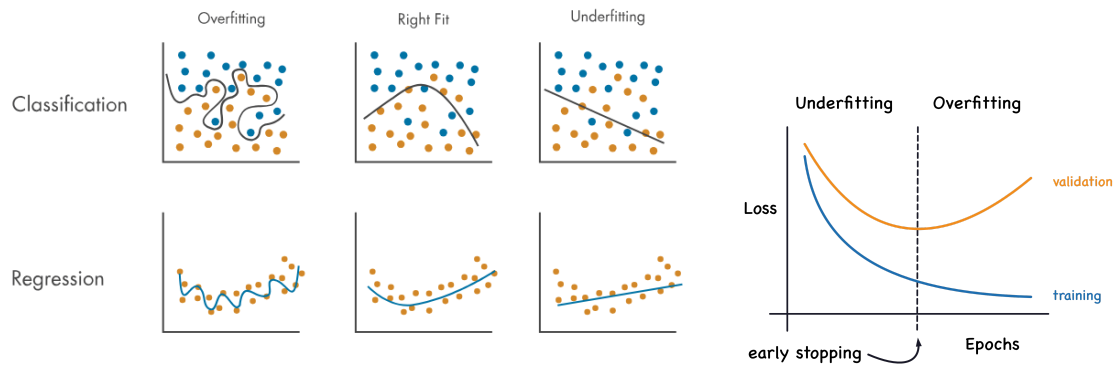 Overfitting
Right Fit
Underfitting
Classification
Regression
Underfitting
Overfitting
Loss
validation
training
early stopping
Epochs